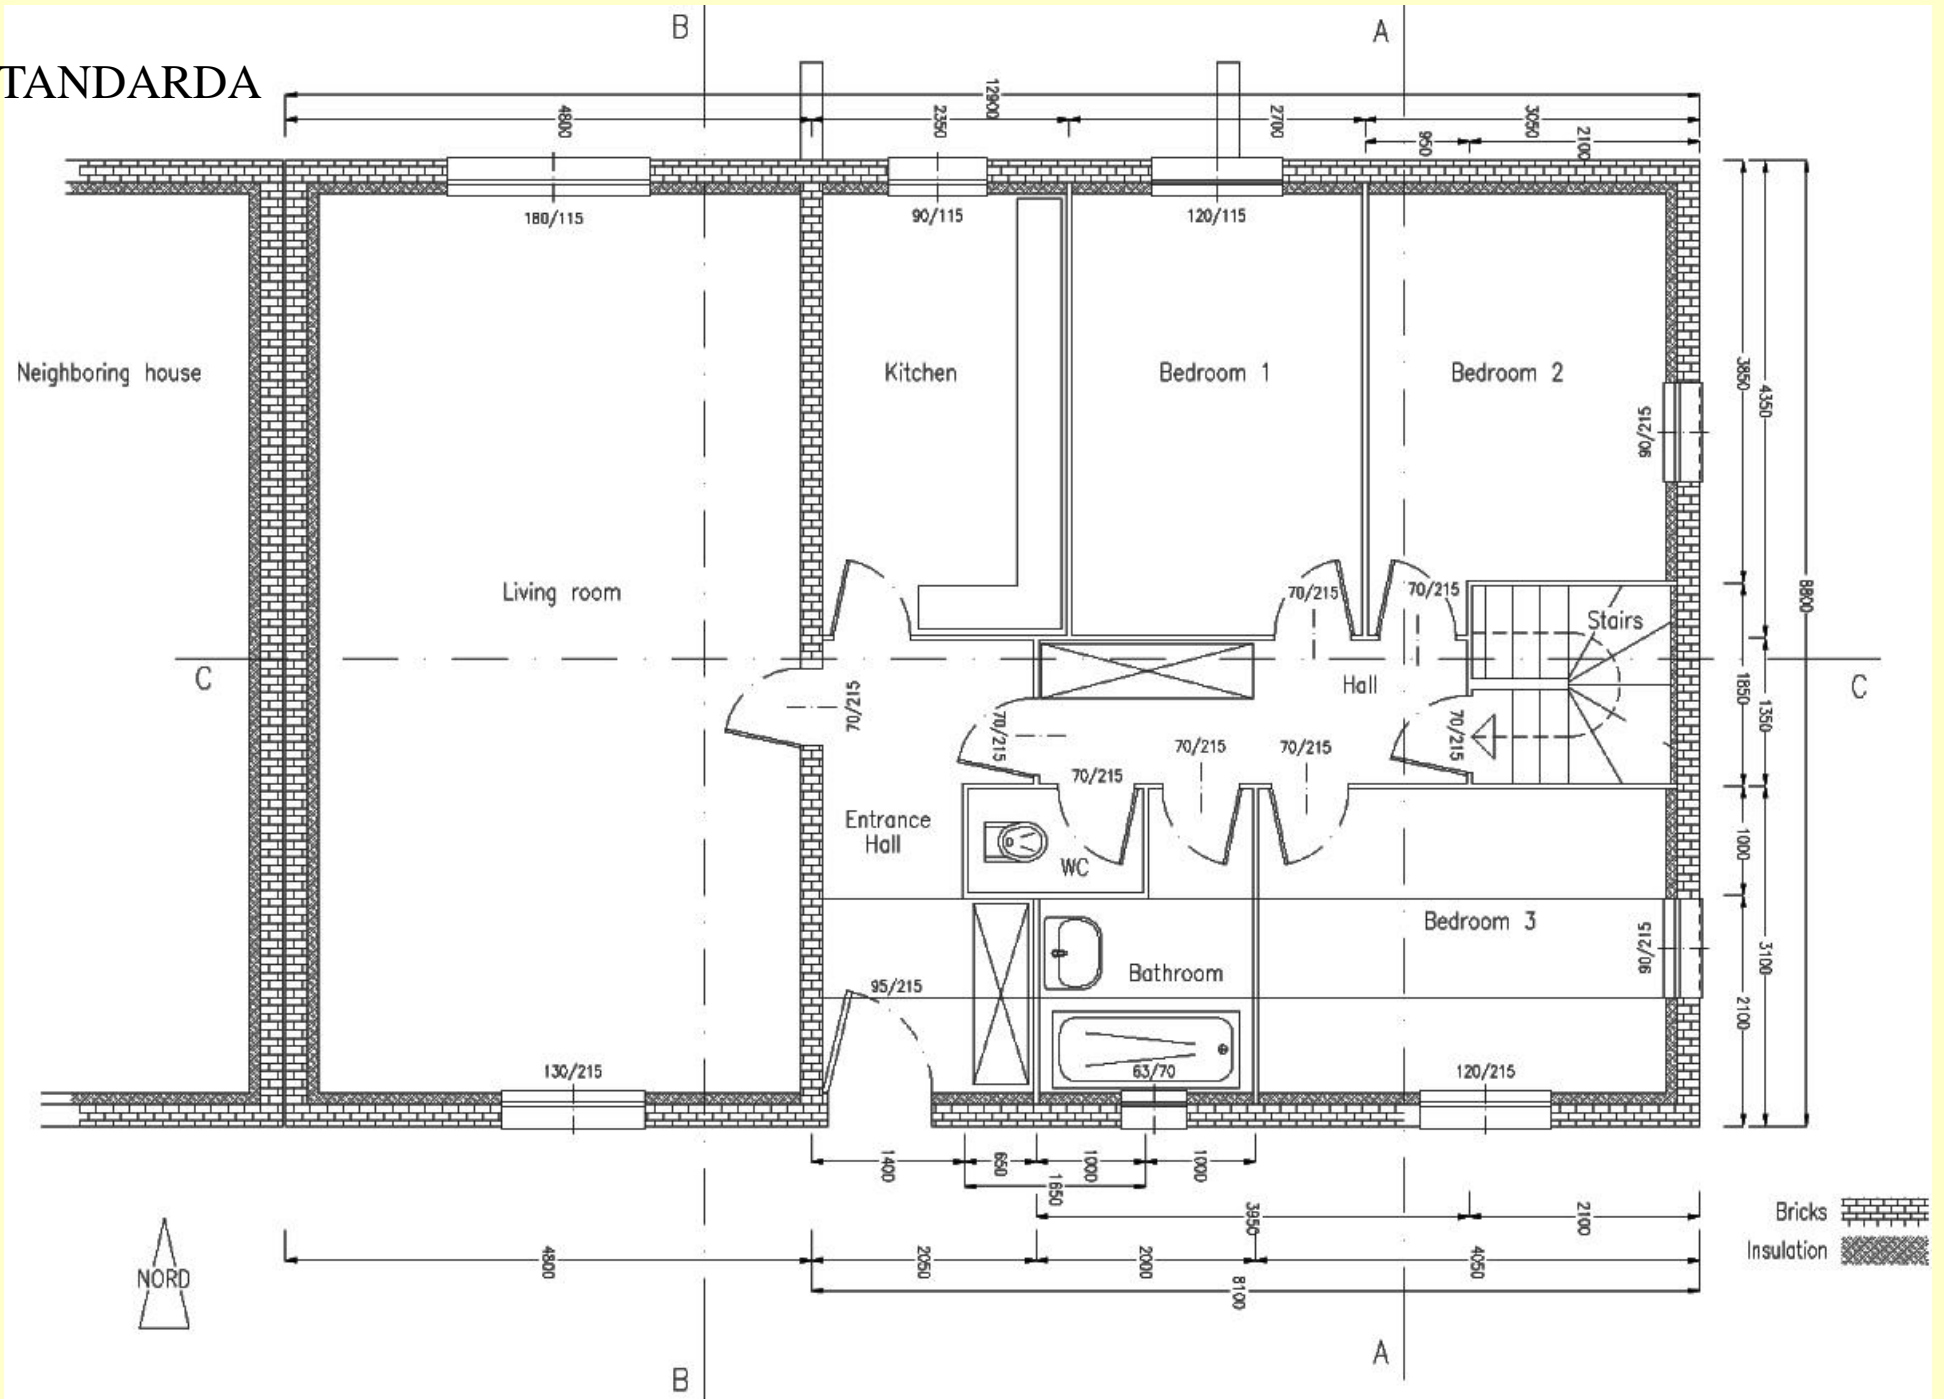 B
A
TANDARDA
12900
4800
2350
2700
3050
950
2100
180/115
90/115
120/115
Neighboring house
Kitchen
Bedroom 1
Bedroom 2
3850
4350
90/215
Living room
70/215
70/215
Stairs
8800
C
Hall
C
70/215
70/215
70/215
1850
1350
70/215
70/215
70/215
Entrance
Hall
WC
1000
Bedroom 3
90/215
Bathroom
3100
95/215
2100
130/215
63/70
120/215
1400
650
1000
1000
1650
3950
2100
Bricks
Insulation
NORD
4800
2050
2000
4050
8100
B
A